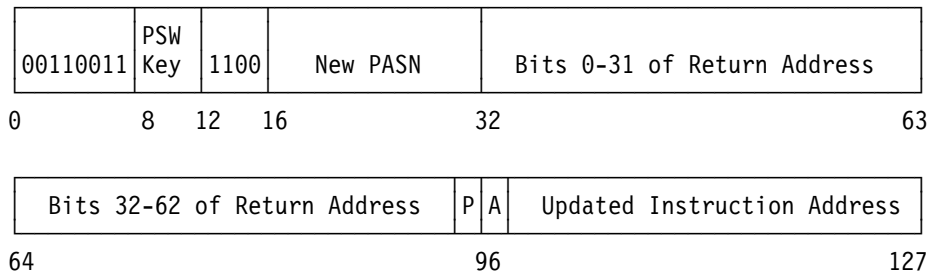 PSW
00110011 Key 1100 New PASN Bits 0-31 of Return Address
0 8 12 16 32 63
Bits 32-62 of Return Address P A Updated Instruction Address
64 96 127